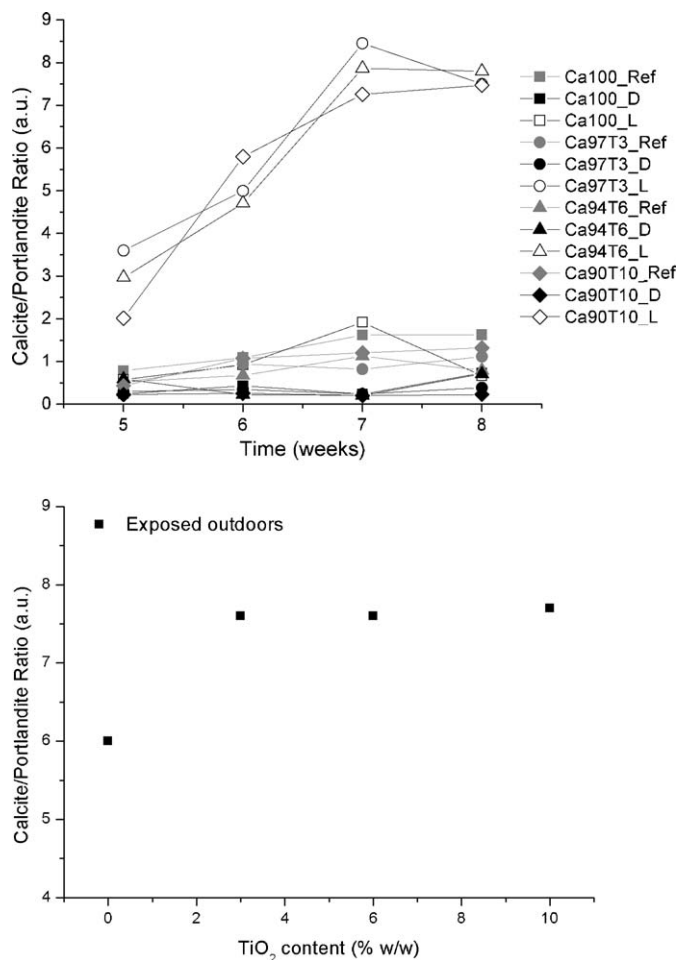 Calcite/Portlandite Ratio (a.u.)
9
8
7
6
5
4
3
2
1
0
5 6 7 8
Time (weeks)
Ca100_Ref
Ca100_D
Ca100_L
Ca97T3_Ref
Ca97T3_D
Ca97T3_L
Ca94T6_Ref
Ca94T6_D
Ca94T6_L
Ca90T10_Ref
Ca90T10_D
Ca90T10_L
Calcite/Portlandite Ratio (a.u.)
9
8
7
6
5
4
Exposed outdoors
0 2 4 6 8 10
TiO₂ content (% w/w)